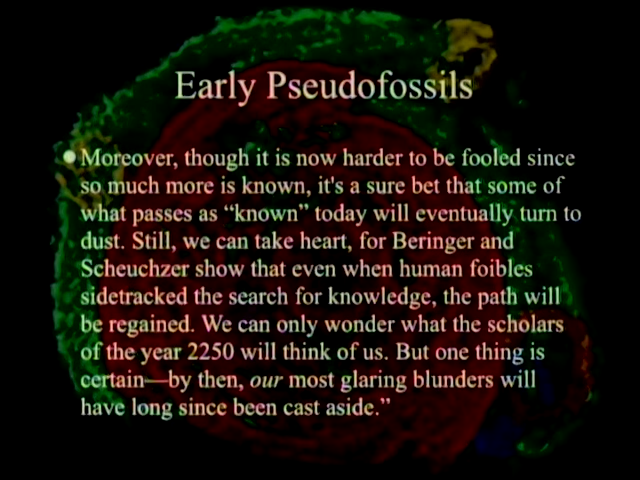 Early Pseudofossils
• Moreover, though it is now harder to be fooled since
so much more is known, it's a sure bet that some of
what passes as “known” today will eventually turn to
dust. Still, we can take heart, for Beringer and
Scheuchzer show that even when human foibles
sidetracked the search for knowledge, the path will
be regained. We can only wonder what the scholars
of the year 2250 will think of us. But one thing is
certain—by then, our most glaring blunders will
have long since been cast aside.”